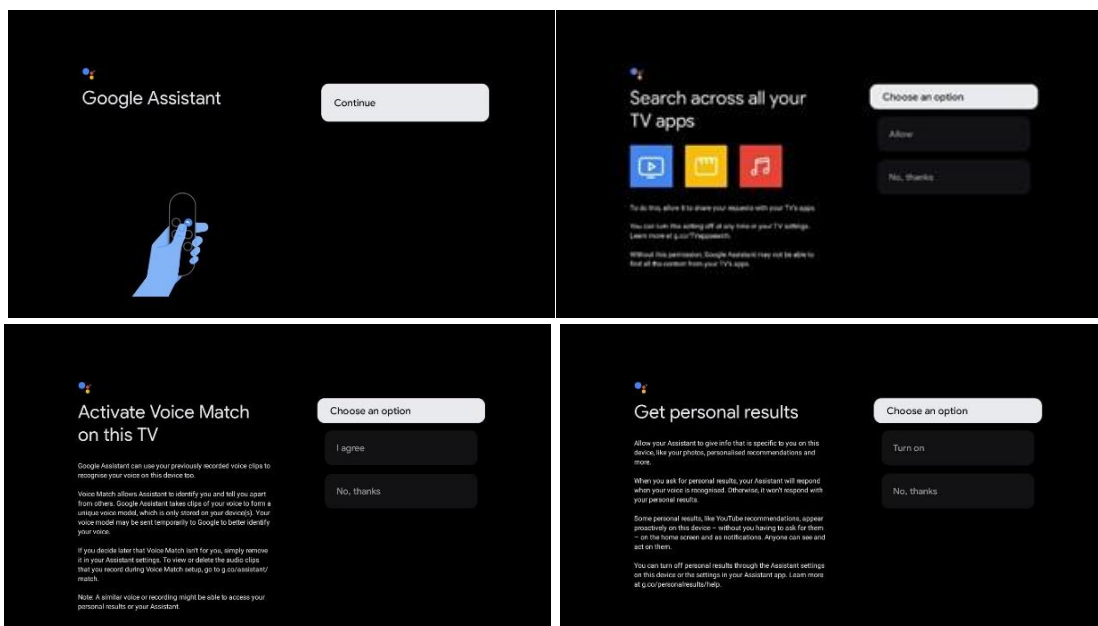 Google Assistant
Continue
Search across all your
TV apps
Choose an option
Allow
No, thanks
To do this, allow it to share your requests with your TV's apps.
You can turn this setting off at any time in your TV settings.
Learn more at g.co/
Without this permission, Google Assistant may not be able to
find all the content from your TV's apps.
Activate Voice Match
on this TV
Google Assistant can use your previously recorded voice clips to
recognise your voice on this device too.
Voice Match allows Assistant to identify you and tell you apart
from others. Google Assistant takes clips of your voice to form a
unique voice model, which is only stored on your device(s). Your
voice model may be sent temporarily to Google to better identify
your voice.
If you decide later that Voice Match isn't for you, simply remove
it in your Assistant settings. To view or delete the audio clips
that you record during Voice Match setup, go to g.co/assistant/
match.
Note: A similar voice or recording might be able to access your
personal results or your Assistant.
Choose an option
I agree
No, thanks
Get personal results
Allow your Assistant to give info that is specific to you on this
device, like your photos, personalised recommendations and
more.
When you ask for personal results, your Assistant will respond
when your voice is recognised. Otherwise, it won't respond with
your personal results.
Some personal results, like YouTube recommendations, appear
proactively on this device – without you having to ask for them
– on the home screen and as notifications. Anyone can see and
act on them.
You can turn off personal results through the Assistant settings
on this device or the settings in your Assistant app. Learn more
at g.co/personalresults/help.
Choose an option
Turn on
No, thanks